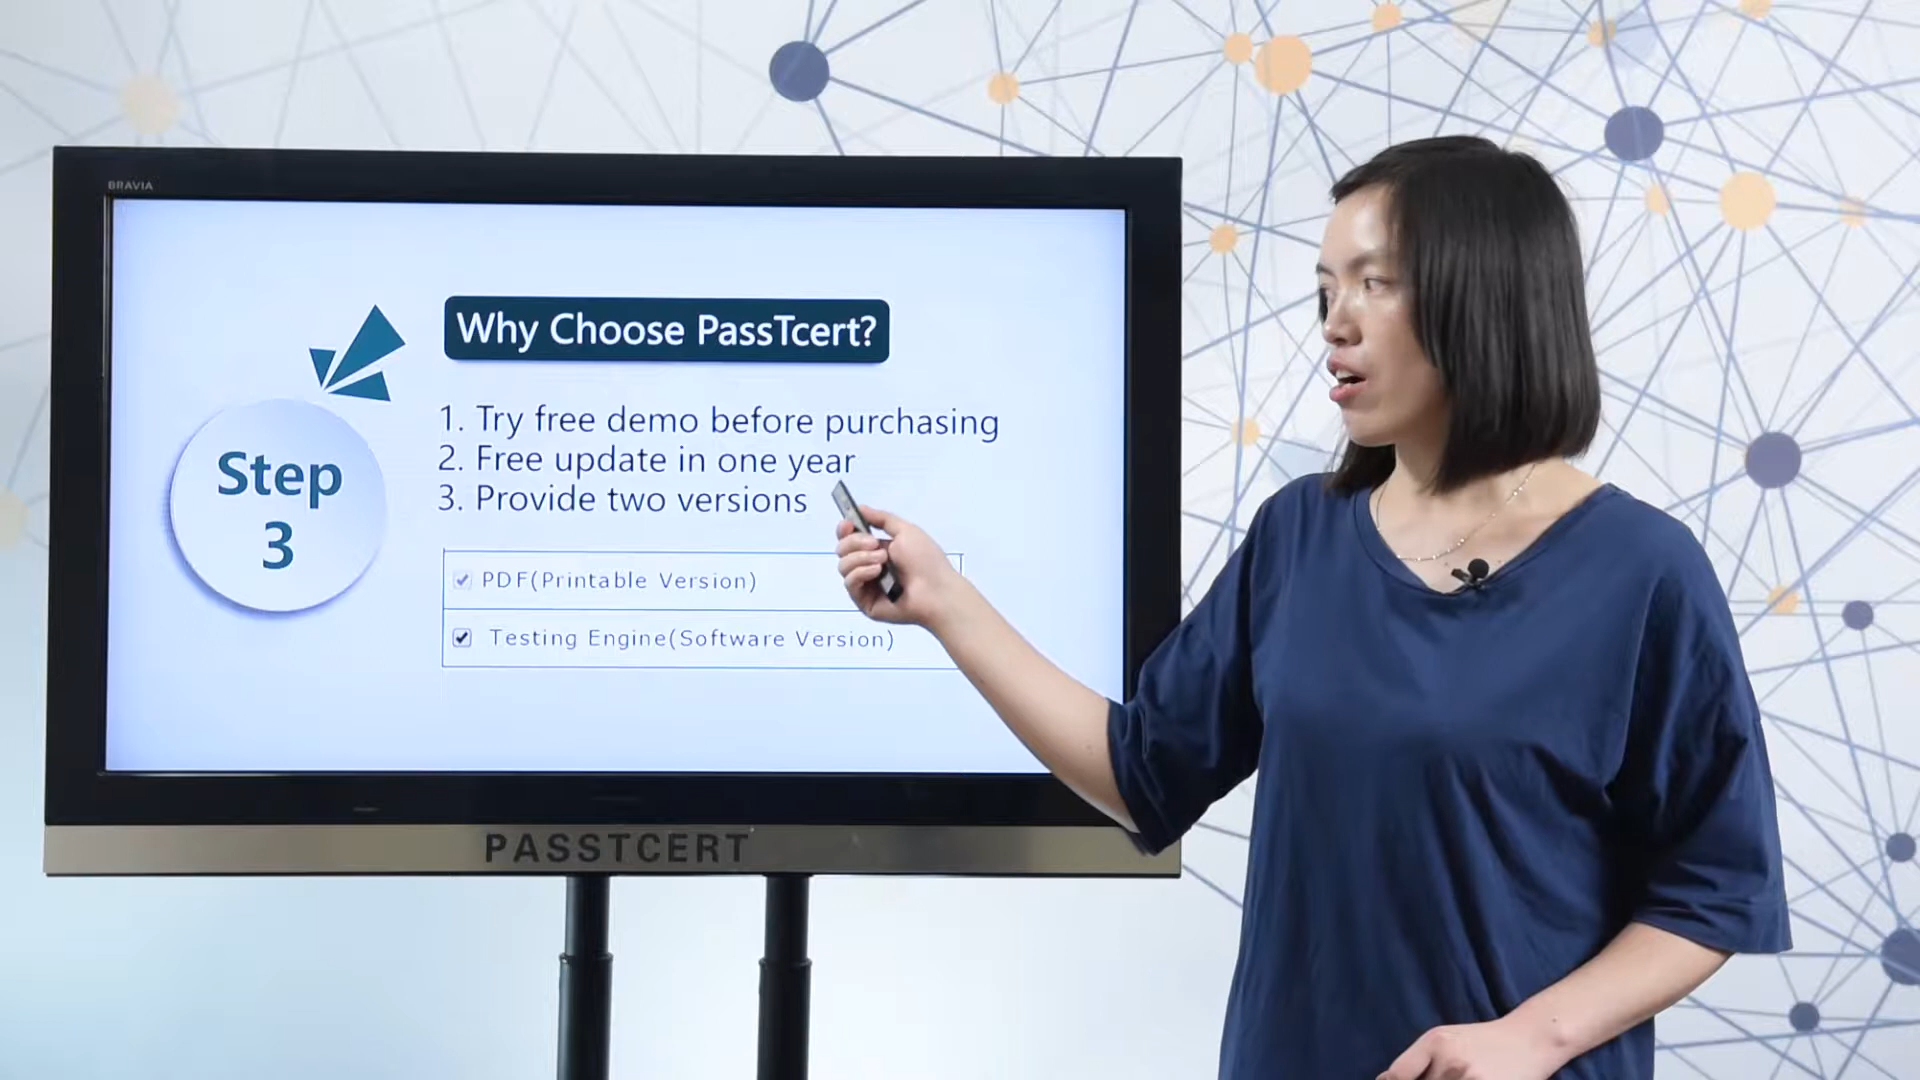 BRAVIA
Why Choose PassTcert?
1. Try free demo before purchasing
2. Free update in one year
3. Provide two versions
Step
3
PDF(Printable Version)
Testing Engine(Software Version)
PASSTCERT